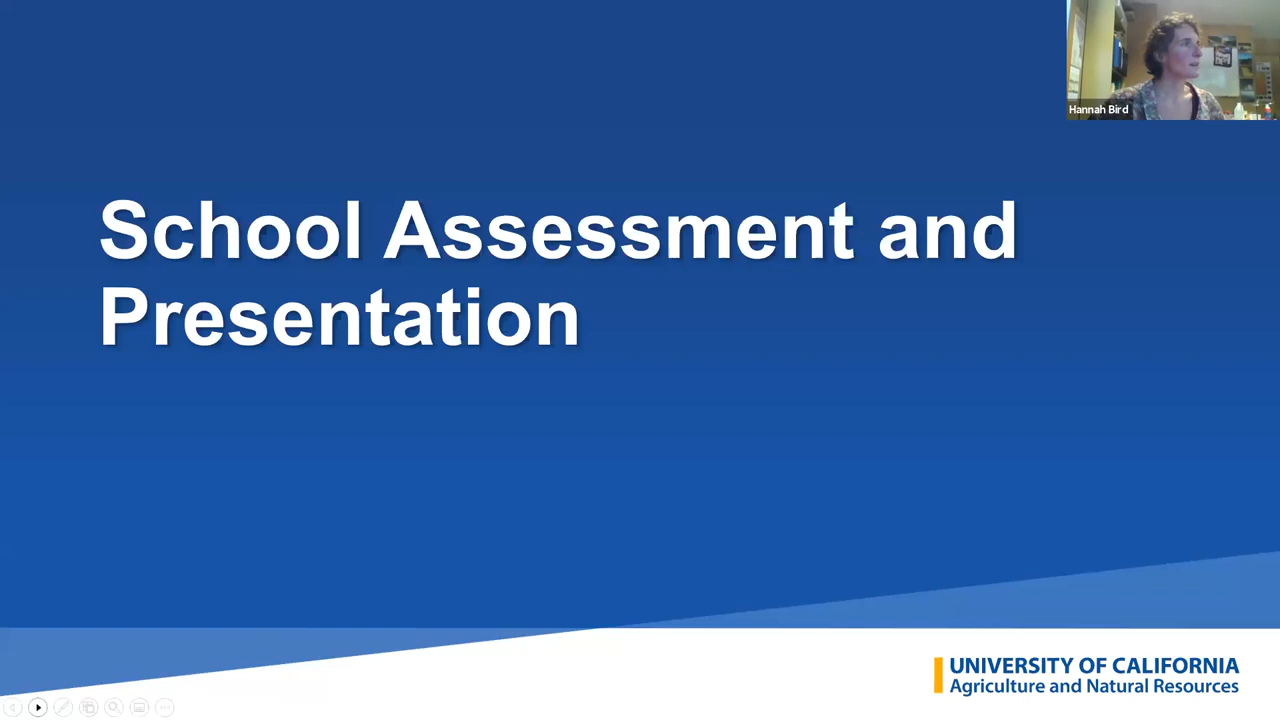 Hannah Bird
School Assessment and
Presentation
UNIVERSITY OF CALIFORNIA
Agriculture and Natural Resources